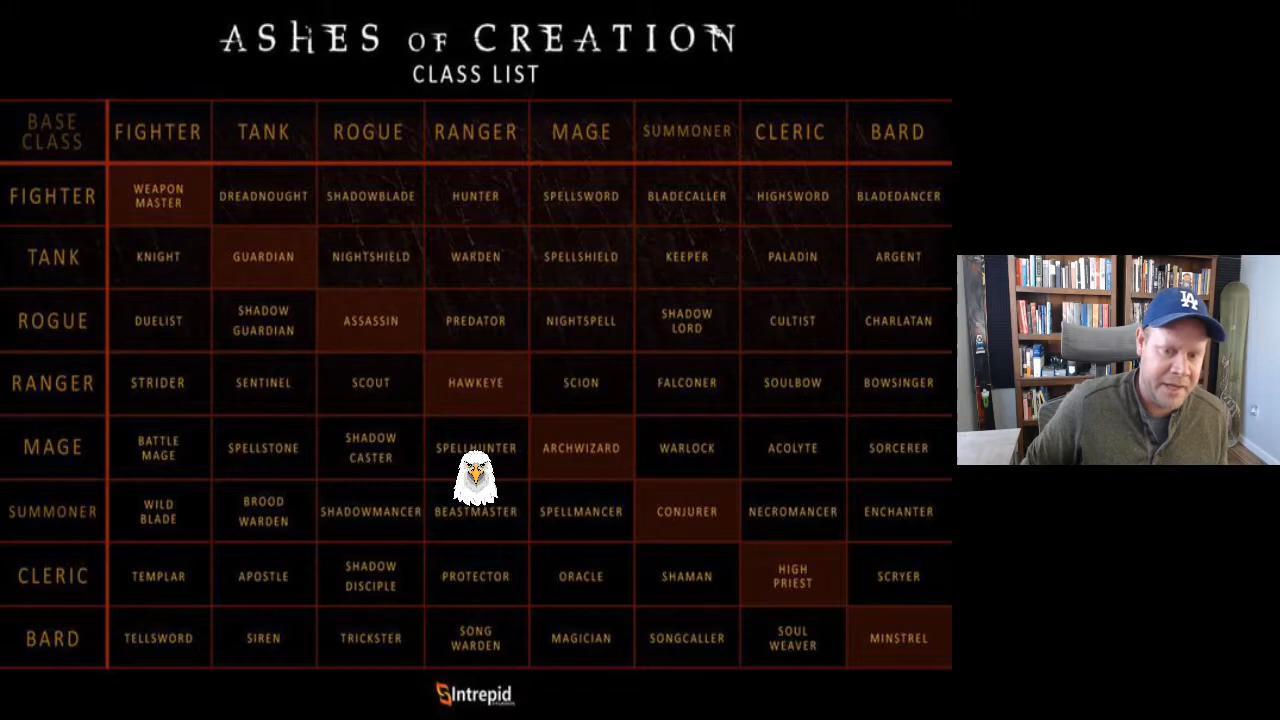 ASHES OF CREATION
CLASS LIST
BASE CLASS FIGHTER TANK ROGUE RANGER MAGE SUMMONER CLERIC BARD
FIGHTER WEAPON MASTER DREADNOUGHT SHADOWBLADE HUNTER SPELLSWORD BLADECALLER HIGHSWORD BLADEDANCER
TANK KNIGHT GUARDIAN NIGHTSHIELD WARDEN SPELLSHIELD KEEPER PALADIN ARGENT
ROGUE DUELIST SHADOW GUARDIAN ASSASSIN PREDATOR NIGHTSPELL SHADOW LORD CULTIST CHARLATAN
RANGER STRIDER SENTINEL SCOUT HAWKEYE SCION FALCONER SOULBOW BOWSINGER
MAGE BATTLE MAGE SPELLSTONE SHADOW CASTER SPELLHUNTER ARCHWIZARD WARLOCK ACOLYTE SORCERER
SUMMONER WILD BLADE BROOD WARDEN SHADOWMANCER BEASTMASTER SPELLMANCER CONJURER NECROMANCER ENCHANTER
CLERIC TEMPLAR APOSTLE SHADOW DISCIPLE PROTECTOR ORACLE SHAMAN HIGH PRIEST SCRYER
BARD TELLSWORD SIREN TRICKSTER SONG WARDEN MAGICIAN SONGCALLER SOUL WEAVER MINSTREL
Intrepid
LA